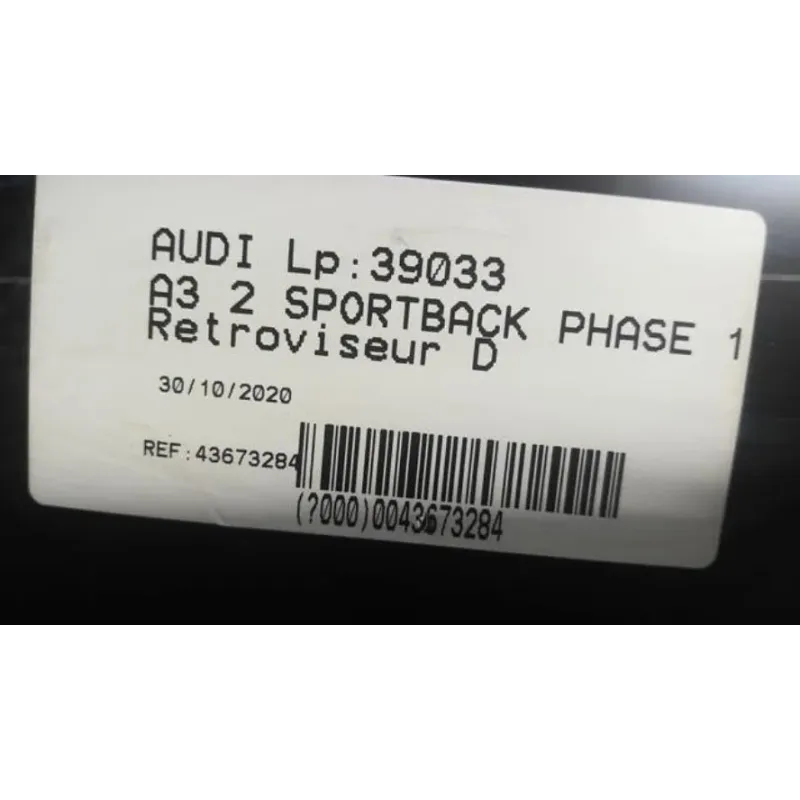 AUDI Lp:39033
A3 2 SPORTBACK PHASE 1
Retroviseur D
30/10/2020
REF:43673284
(?000)0043673284